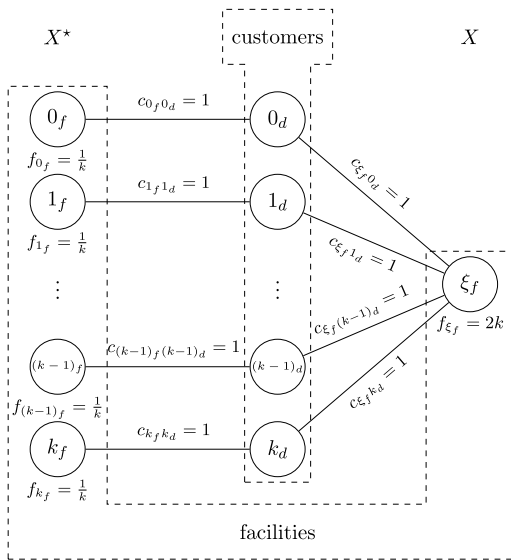 X⋆ customers X
0_f c_{0_f 0_d} = 1 0_d c_{ξ_f 0_d} = 1
f_{0_f} = 1/k
1_f c_{1_f 1_d} = 1 1_d c_{ξ_f 1_d} = 1
f_{1_f} = 1/k
⋮ ⋮ ξ_f
f_{ξ_f} = 2k
(k − 1)_f c_{(k−1)_f (k−1)_d} = 1 (k − 1)_d c_{ξ_f (k−1)_d} = 1
f_{(k−1)_f} = 1/k
k_f c_{k_f k_d} = 1 k_d c_{ξ_f k_d} = 1
f_{k_f} = 1/k
facilities